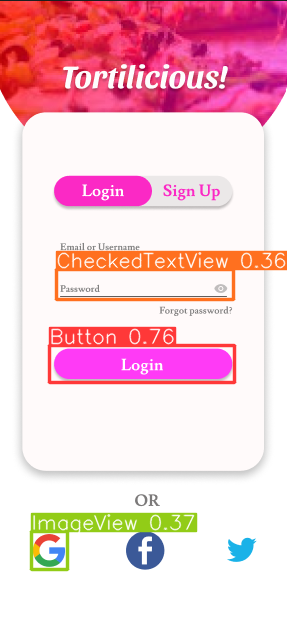 Tortilicious!
Login Sign Up
Email or Username
CheckedTextView 0.36
Password
Forgot password?
Button 0.76
Login
OR
ImageView 0.37